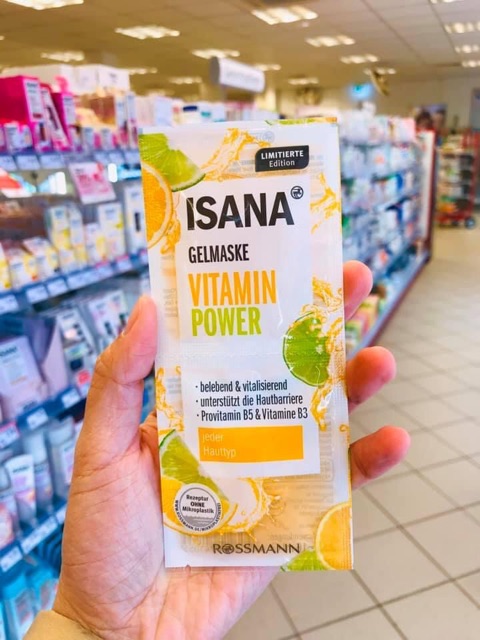 LIMITIERTE
Edition
ISANA
GELMASKE
VITAMIN
POWER
· belebend & vitalisierend
· unterstützt die Hautbarriere
· Provitamin B5 & Vitamine B3
jeder
Hauttyp
Rezeptur
OHNE
Mikroplastik
ROSSMANN